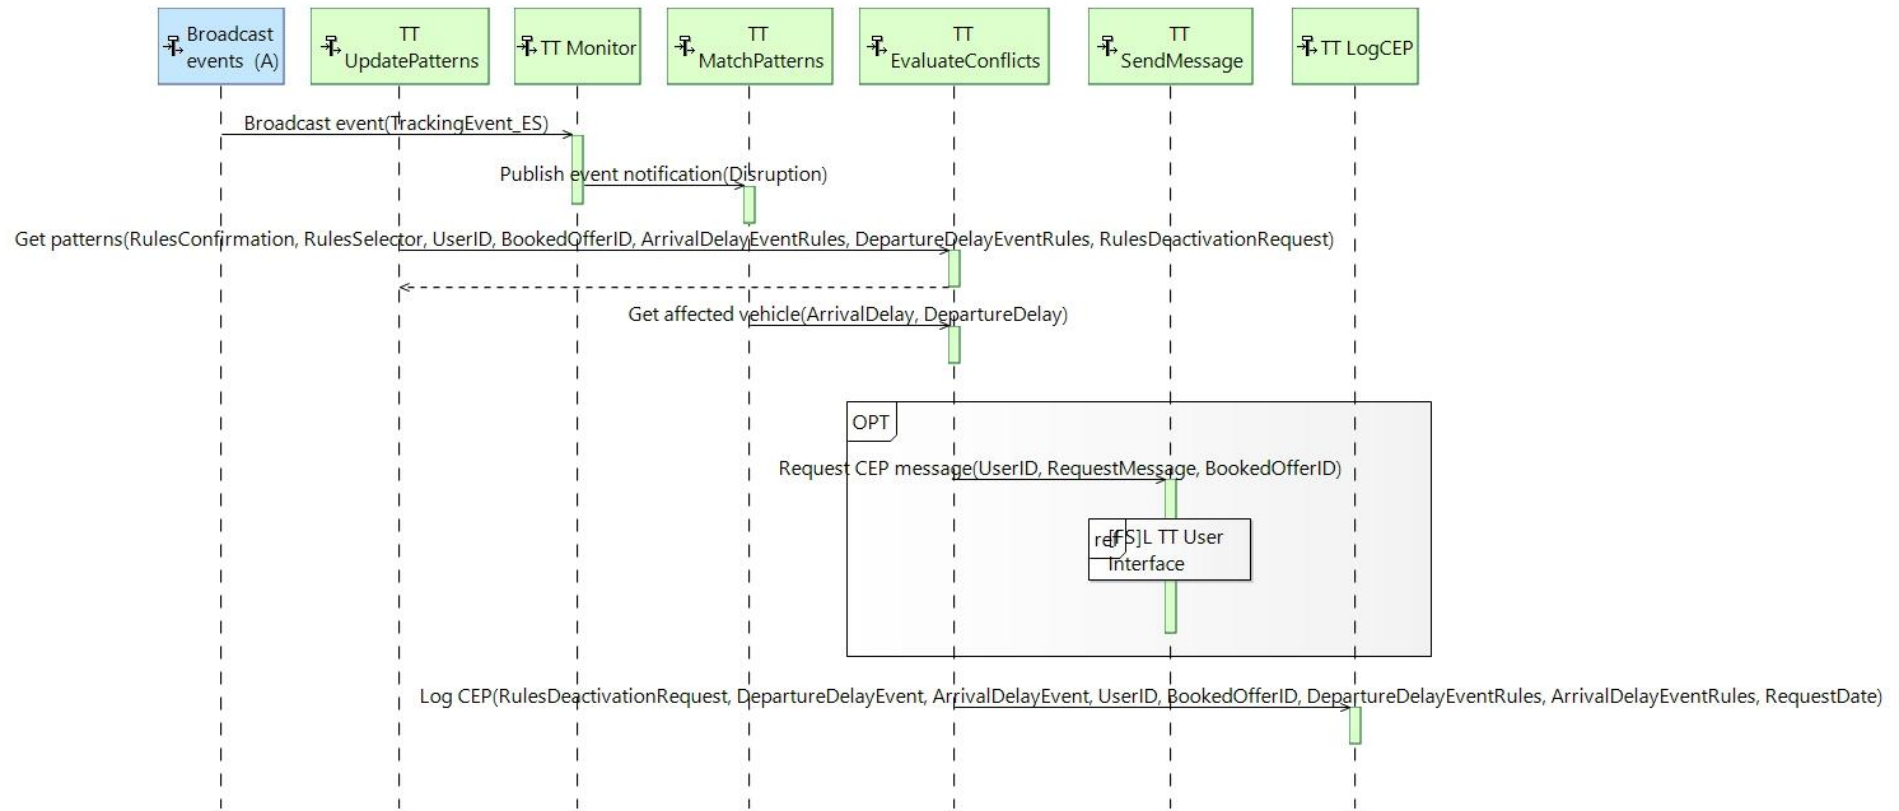 Broadcast
events (A)
TT
UpdatePatterns
TT Monitor
TT
MatchPatterns
TT
EvaluateConflicts
TT
SendMessage
TT LogCEP
Broadcast event(TrackingEvent_ES)
Publish event notification(Disruption)
Get patterns(RulesConfirmation, RulesSelector, UserID, BookedOfferID, ArrivalDelayEventRules, DepartureDelayEventRules, RulesDeactivationRequest)
Get affected vehicle(ArrivalDelay, DepartureDelay)
OPT
Request CEP message(UserID, RequestMessage, BookedOfferID)
ref
[FS]L TT User
Interface
Log CEP(RulesDeactivationRequest, DepartureDelayEvent, ArrivalDelayEvent, UserID, BookedOfferID, DepartureDelayEventRules, ArrivalDelayEventRules, RequestDate)